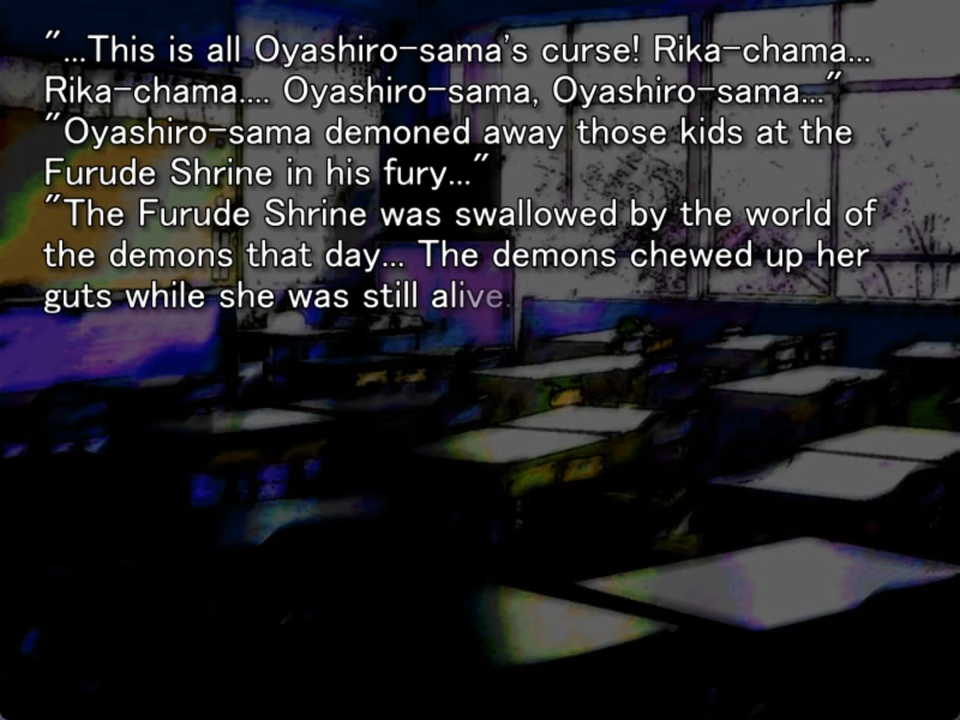 "...This is all Oyashiro-sama's curse! Rika-chama...
Rika-chama.... Oyashiro-sama, Oyashiro-sama..."
"Oyashiro-sama demoned away those kids at the
Furude Shrine in his fury..."
"The Furude Shrine was swallowed by the world of
the demons that day... The demons chewed up her
guts while she was still alive.